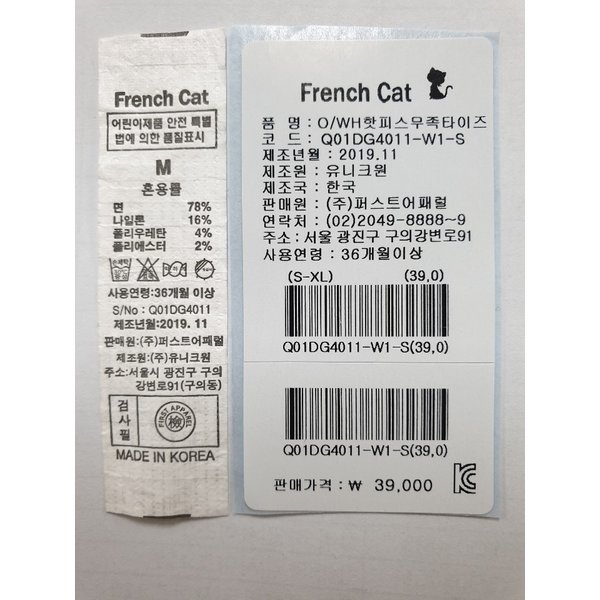 French Cat
어린이제품 안전 특별
법에 의한 품질표시
M
혼용률
면 78%
나일론 16%
폴리우레탄 4%
폴리에스터 2%
사용연령:36개월 이상
S/No : Q01DG4011
제조년월:2019.11
판매원:(주)퍼스트어패럴
제조원:(주)유니크원
주소:서울시 광진구 구의
강변로91(구의동)
검사필
FIRST APPAREL
檢
MADE IN KOREA
French Cat
품 명 : O/WH핫피스무족타이즈
코 드 : Q01DG4011-W1-S
제조년월 : 2019.11
제조원 : 유니크원
제조국 : 한국
판매원 : (주)퍼스트어패럴
연락처 : (02)2049-8888~9
주소: 서울 광진구 구의강변로91
사용연령 : 36개월이상
(S-XL) (39,0)
Q01DG4011-W1-S(39,0)
Q01DG4011-W1-S(39,0)
판매가격 : ₩ 39,000